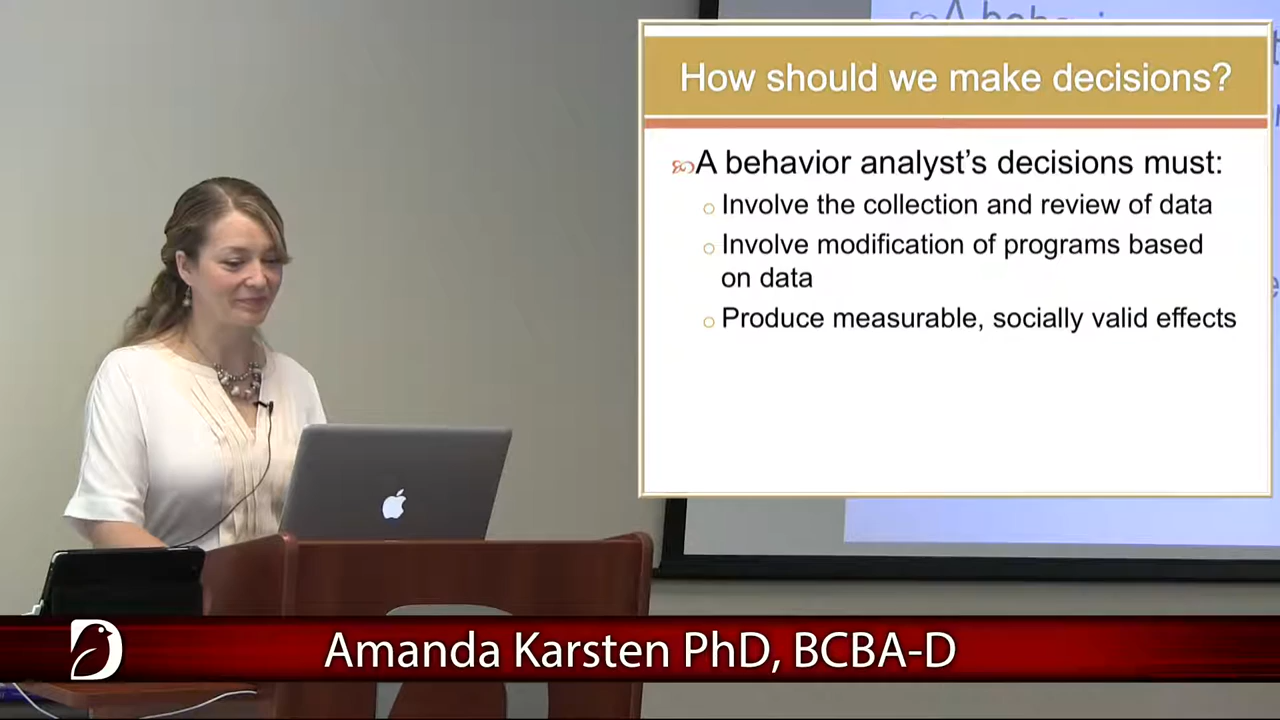 A behavi
How should we make decisions?
A behavior analyst's decisions must:
Involve the collection and review of data
Involve modification of programs based
on data
Produce measurable, socially valid effects
Amanda Karsten PhD, BCBA-D